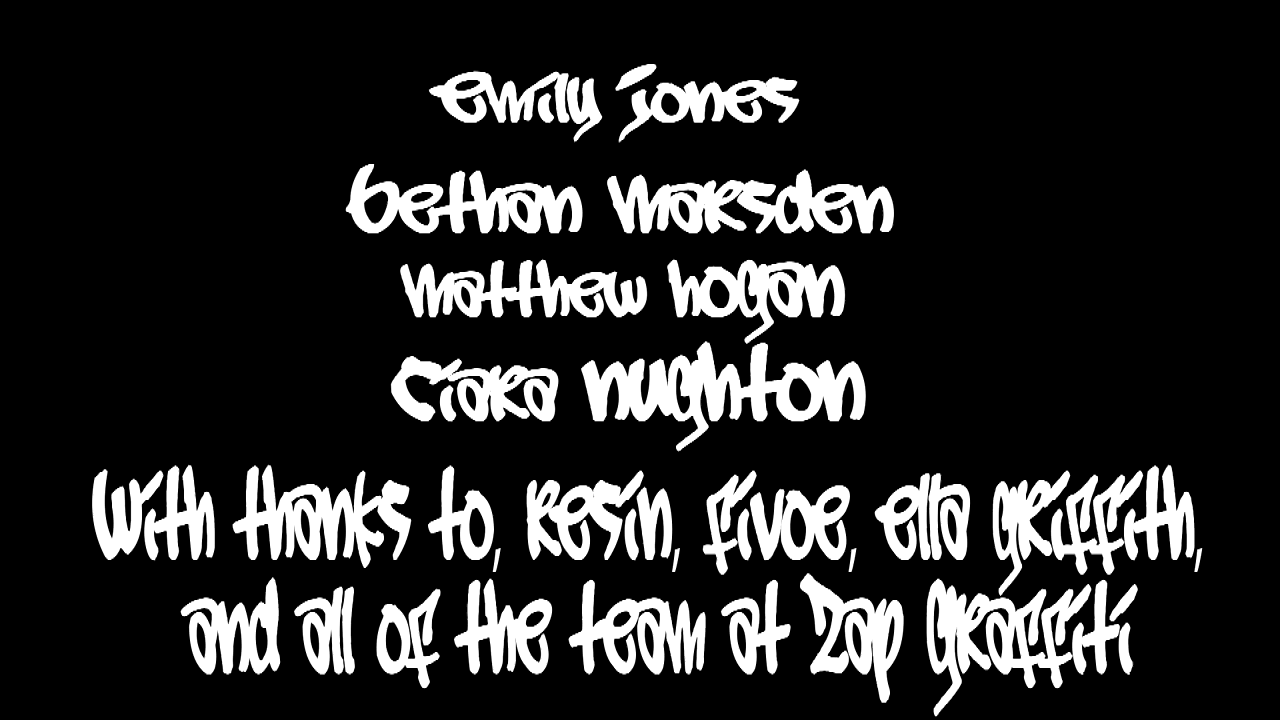 emily jones
Bethan Marsden
Matthew hogan
Ciara Nughton
With thanks to, Resin, fivoe, ella Griffith,
and all of the team at Zap Graffiti